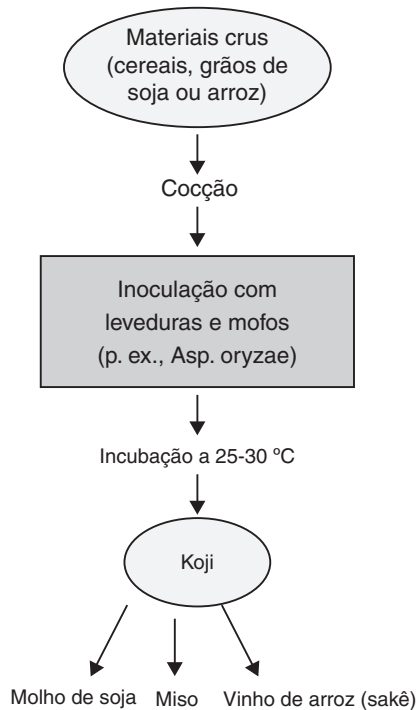 Materiais crus
(cereais, grãos de
soja ou arroz)
Cocção
Inoculação com
leveduras e mofos
(p. ex., Asp. oryzae)
Incubação a 25-30 ºC
Koji
Molho de soja Miso Vinho de arroz (sakê)